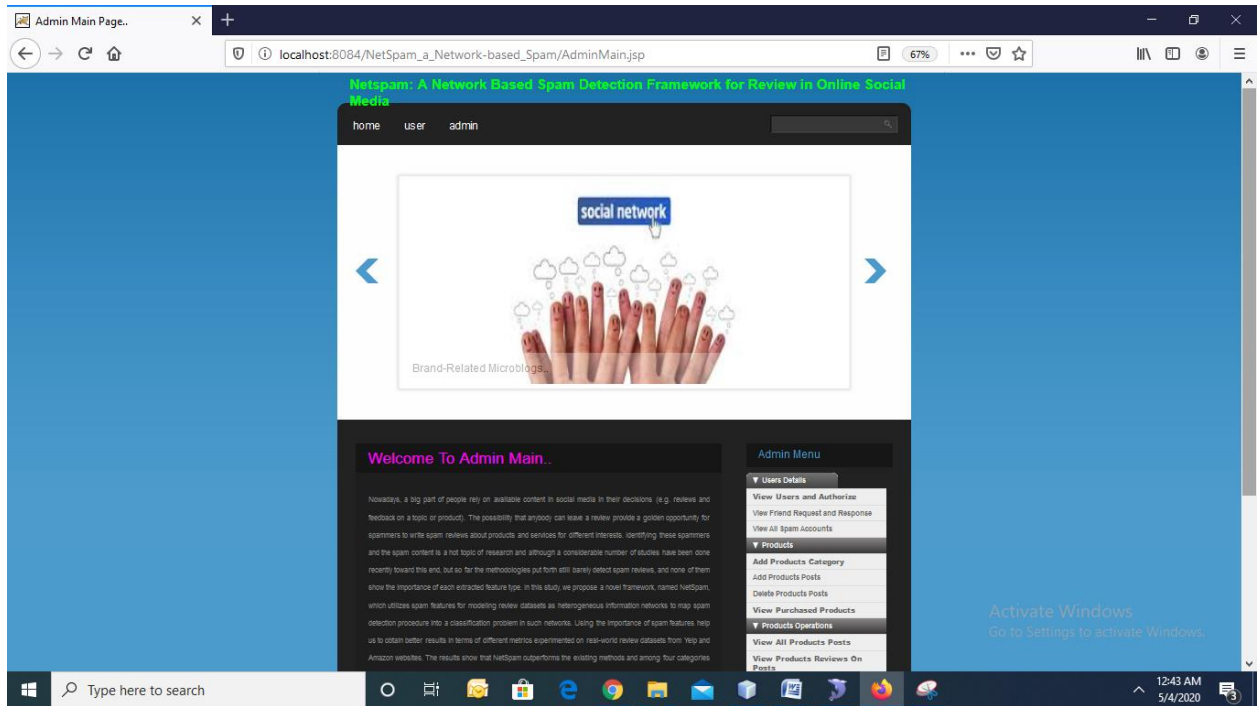 Admin Main Page..
localhost:8084/NetSpam_a_Network-based_Spam/AdminMain.jsp
67%
Netspam: A Network Based Spam Detection Framework for Review in Online Social
Media
home user admin
social network
Brand-Related Microblogs..
Welcome To Admin Main..
Nowadays, a big part of people rely on available content in social media in their decisions (e.g. reviews and
feedback on a topic or product). The possibility that anybody can leave a review provide a golden opportunity for
spammers to write spam reviews about products and services for different interests. Identifying these spammers
and the spam content is a hot topic of research and although a considerable number of studies have been done
recently toward this end, but so far the methodologies put forth still barely detect spam reviews, and none of them
show the importance of each extracted feature type. In this study, we propose a novel framework, named NetSpam,
which utilizes spam features for modeling review datasets as heterogeneous information networks to map spam
detection procedure into a classification problem in such networks. Using the importance of spam features help
us to obtain better results in terms of different metrics experimented on real-world review datasets from Yelp and
Amazon websites. The results show that NetSpam outperforms the existing methods and among four categories
Admin Menu
▼ Users Details
View Users and Authorize
View Friend Request and Response
View All Spam Accounts
▼ Products
Add Products Category
Add Products Posts
Delete Products Posts
View Purchased Products
▼ Products Operations
View All Products Posts
View Products Reviews On
Posts
Activate Windows
Go to Settings to activate Windows.
Type here to search
12:43 AM
5/4/2020
3